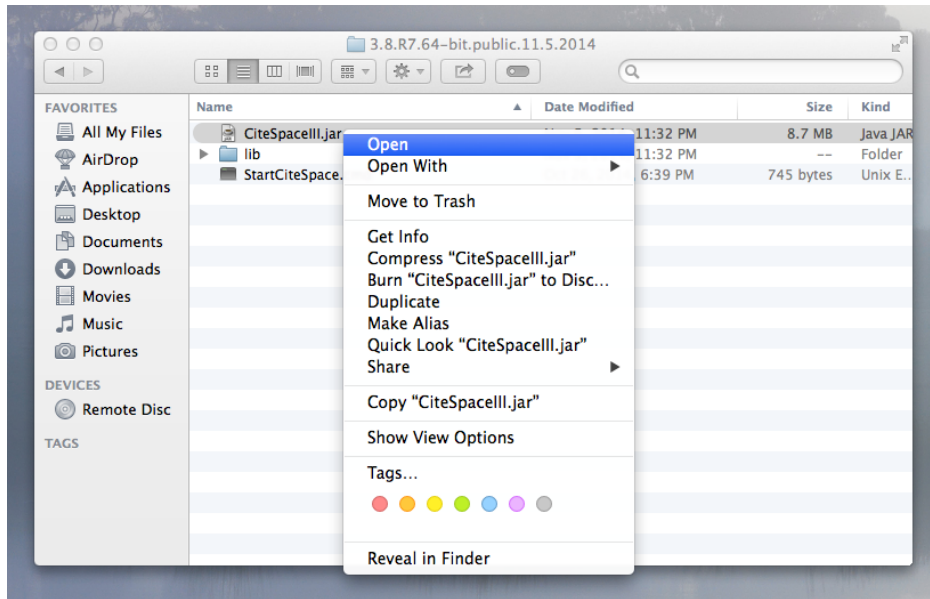 3.8.R7.64-bit.public.11.5.2014
FAVORITES
Name
Date Modified
Size
Kind
All My Files
AirDrop
Applications
Desktop
Documents
Downloads
Movies
Music
Pictures
DEVICES
Remote Disc
TAGS
CiteSpaceIII.jar
11:32 PM
8.7 MB
Java JAR
lib
11:32 PM
--
Folder
StartCiteSpace.
6:39 PM
745 bytes
Unix E..
Open
Open With
Move to Trash
Get Info
Compress “CiteSpaceIII.jar”
Burn “CiteSpaceIII.jar” to Disc...
Duplicate
Make Alias
Quick Look “CiteSpaceIII.jar”
Share
Copy “CiteSpaceIII.jar”
Show View Options
Tags...
Reveal in Finder